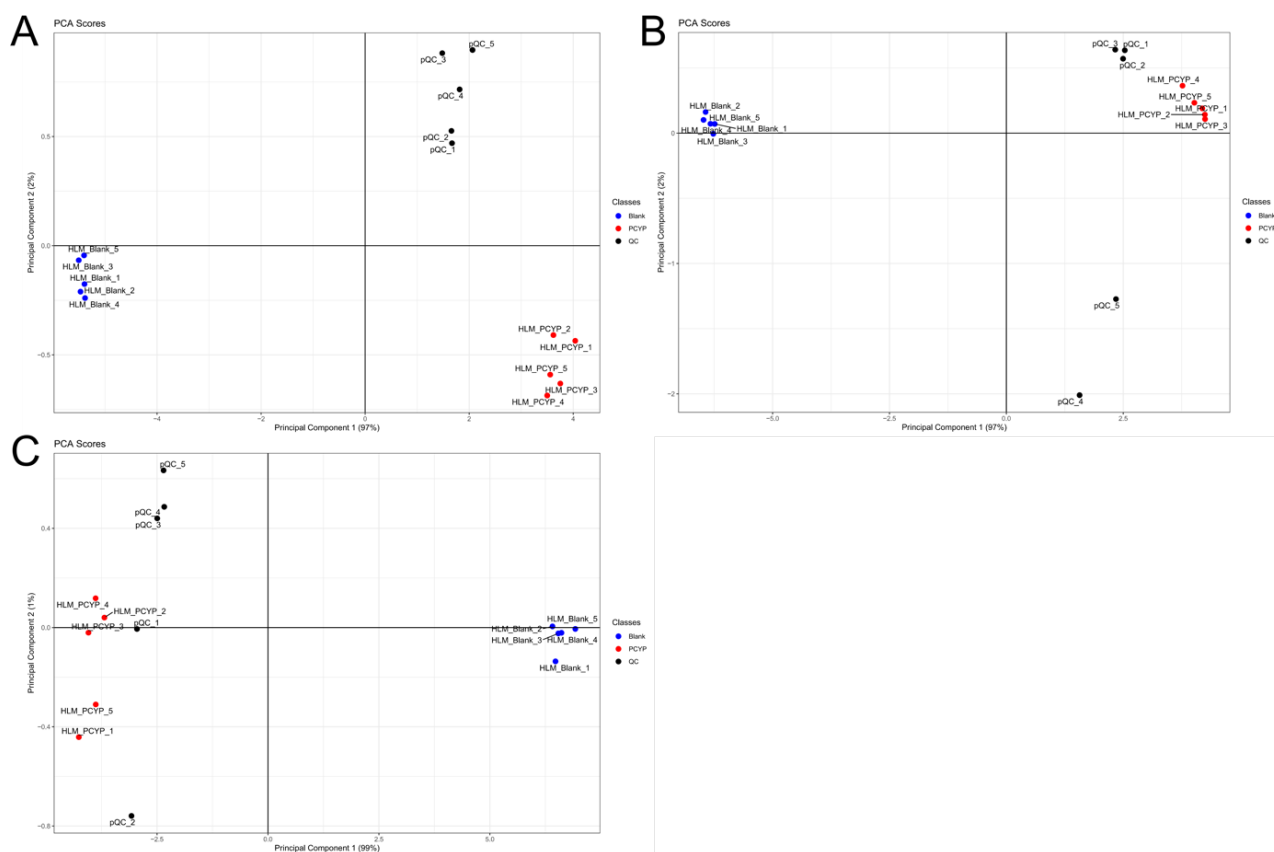 A
PCA Scores
pQC_5
pQC_3
pQC_4
pQC_2
pQC_1
HLM_Blank_5
HLM_Blank_3
HLM_Blank_1
HLM_Blank_2
HLM_Blank_4
HLM_PCYP_2
HLM_PCYP_1
HLM_PCYP_5
HLM_PCYP_3
HLM_PCYP_4
0.5
0.0
−0.5
−4
−2
0
2
4
Principal Component 1 (97%)
Principal Component 2 (2%)
Classes
Blank
PCYP
QC
B
PCA Scores
pQC_3
pQC_1
pQC_2
HLM_PCYP_4
HLM_PCYP_5
HLM_PCYP_1
HLM_PCYP_2
HLM_PCYP_3
HLM_Blank_2
HLM_Blank_5
HLM_Blank_4
HLM_Blank_1
HLM_Blank_3
pQC_5
pQC_4
0
−1
−2
−5.0
−2.5
0.0
2.5
Principal Component 1 (97%)
Principal Component 2 (2%)
Classes
Blank
PCYP
QC
C
PCA Scores
pQC_5
pQC_4
pQC_3
HLM_PCYP_4
HLM_PCYP_2
HLM_PCYP_3
pQC_1
HLM_PCYP_5
HLM_PCYP_1
pQC_2
HLM_Blank_5
HLM_Blank_2
HLM_Blank_3
HLM_Blank_4
HLM_Blank_1
0.4
0.0
−0.4
−0.8
−2.5
0.0
2.5
5.0
Principal Component 1 (99%)
Principal Component 2 (1%)
Classes
Blank
PCYP
QC